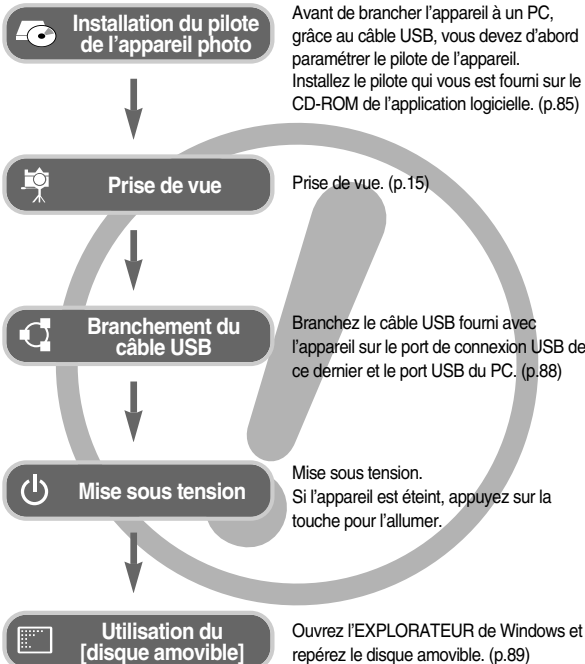 Installation du pilote
de l'appareil photo
Avant de brancher l'appareil à un PC,
grâce au câble USB, vous devez d'abord
paramétrer le pilote de l'appareil.
Installez le pilote qui vous est fourni sur le
CD-ROM de l'application logicielle. (p.85)
Prise de vue
Prise de vue. (p.15)
Branchement du
câble USB
Branchez le câble USB fourni avec
l'appareil sur le port de connexion USB de
ce dernier et le port USB du PC. (p.88)
Mise sous tension
Mise sous tension.
Si l'appareil est éteint, appuyez sur la
touche pour l'allumer.
Utilisation du
[disque amovible]
Ouvrez l'EXPLORATEUR de Windows et
repérez le disque amovible. (p.89)